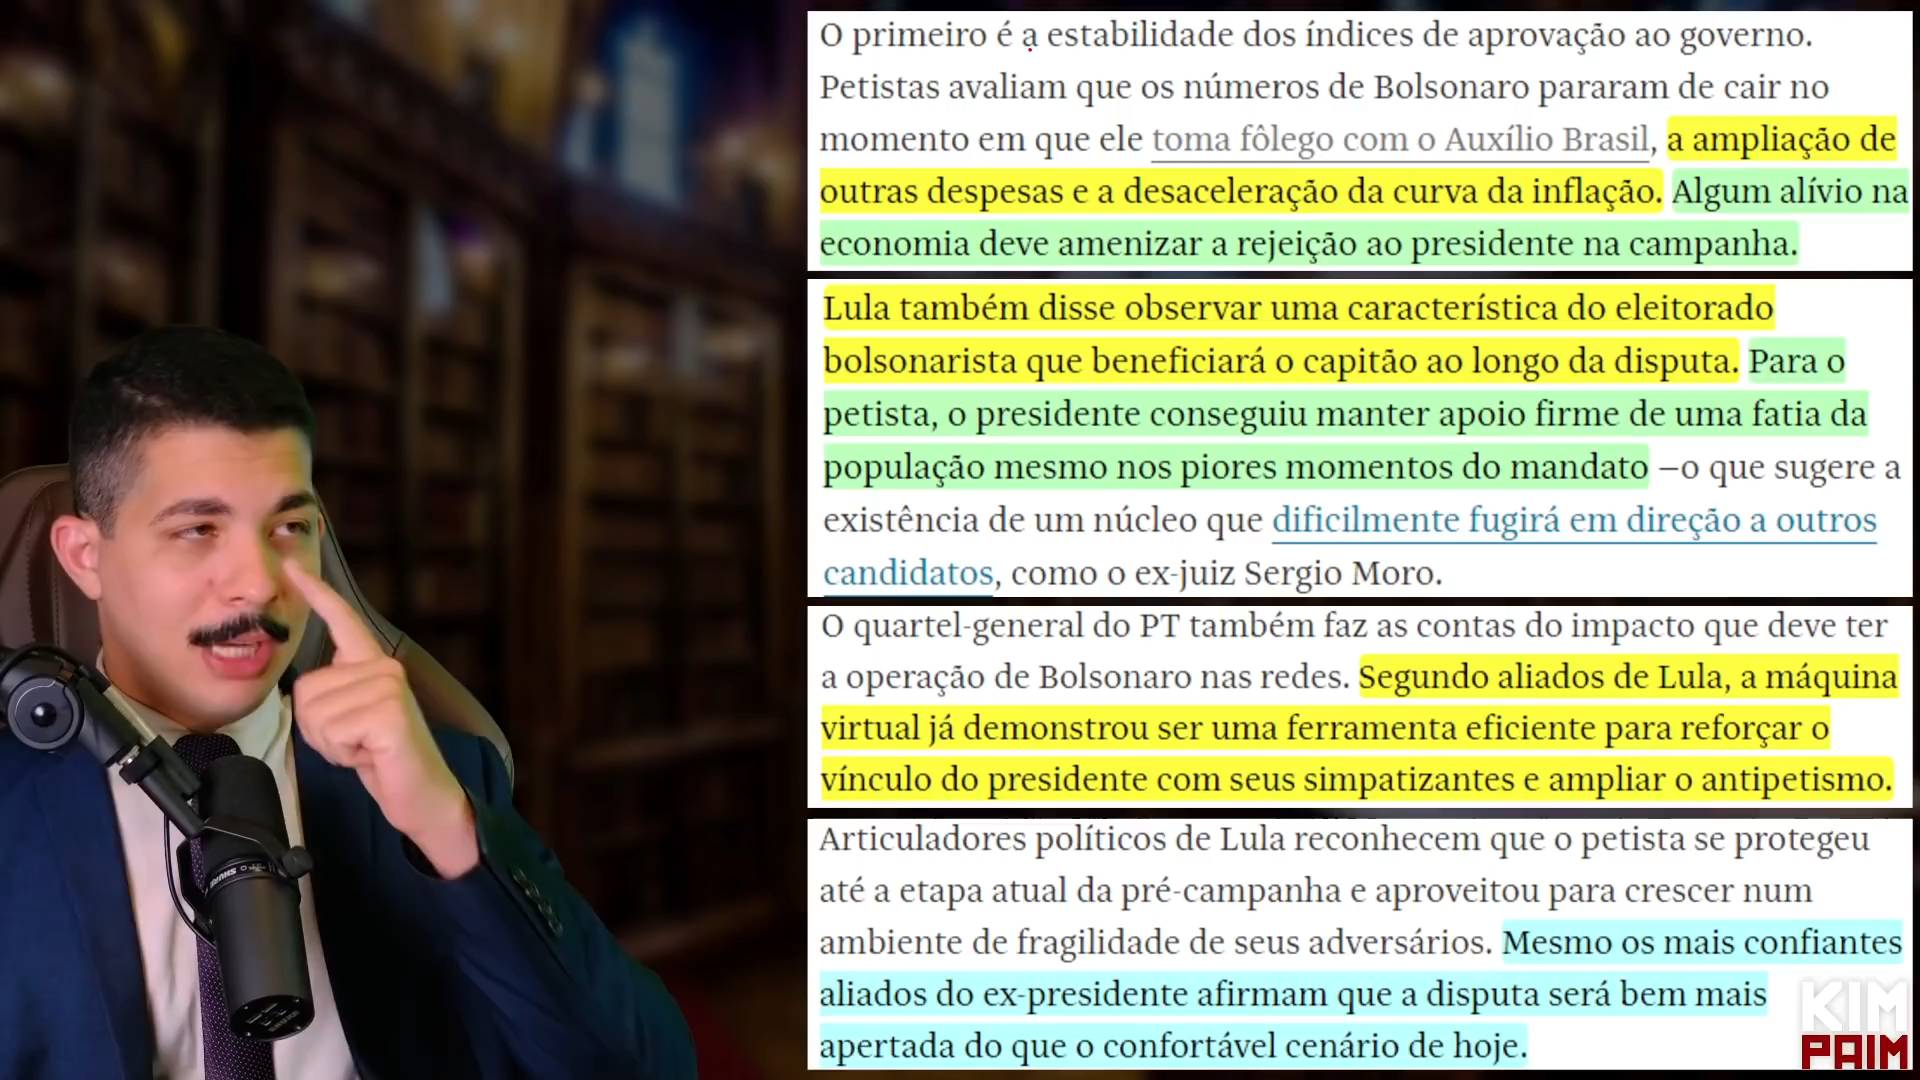 O primeiro é a estabilidade dos índices de aprovação ao governo.
Petistas avaliam que os números de Bolsonaro pararam de cair no
momento em que ele toma fôlego com o Auxílio Brasil, a ampliação de
outras despesas e a desaceleração da curva da inflação. Algum alívio na
economia deve amenizar a rejeição ao presidente na campanha.
Lula também disse observar uma característica do eleitorado
bolsonarista que beneficiará o capitão ao longo da disputa. Para o
petista, o presidente conseguiu manter apoio firme de uma fatia da
população mesmo nos piores momentos do mandato —o que sugere a
existência de um núcleo que dificilmente fugirá em direção a outros
candidatos, como o ex-juiz Sergio Moro.
O quartel-general do PT também faz as contas do impacto que deve ter
a operação de Bolsonaro nas redes. Segundo aliados de Lula, a máquina
virtual já demonstrou ser uma ferramenta eficiente para reforçar o
vínculo do presidente com seus simpatizantes e ampliar o antipetismo.
Articuladores políticos de Lula reconhecem que o petista se protegeu
até a etapa atual da pré-campanha e aproveitou para crescer num
ambiente de fragilidade de seus adversários. Mesmo os mais confiantes
aliados do ex-presidente afirmam que a disputa será bem mais
apertada do que o confortável cenário de hoje.
KIM
PAIM
SHURE